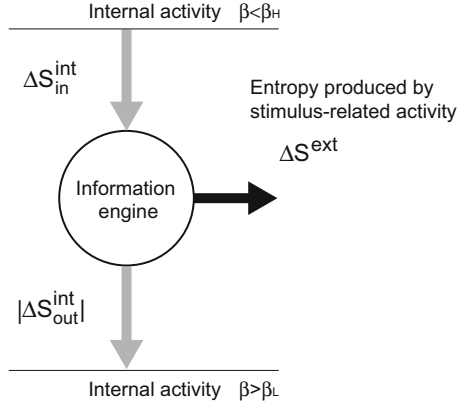 Internal activity β<βH
ΔS^int_in
Entropy produced by
stimulus-related activity
ΔS^ext
Information
engine
|ΔS^int_out|
Internal activity β>βL